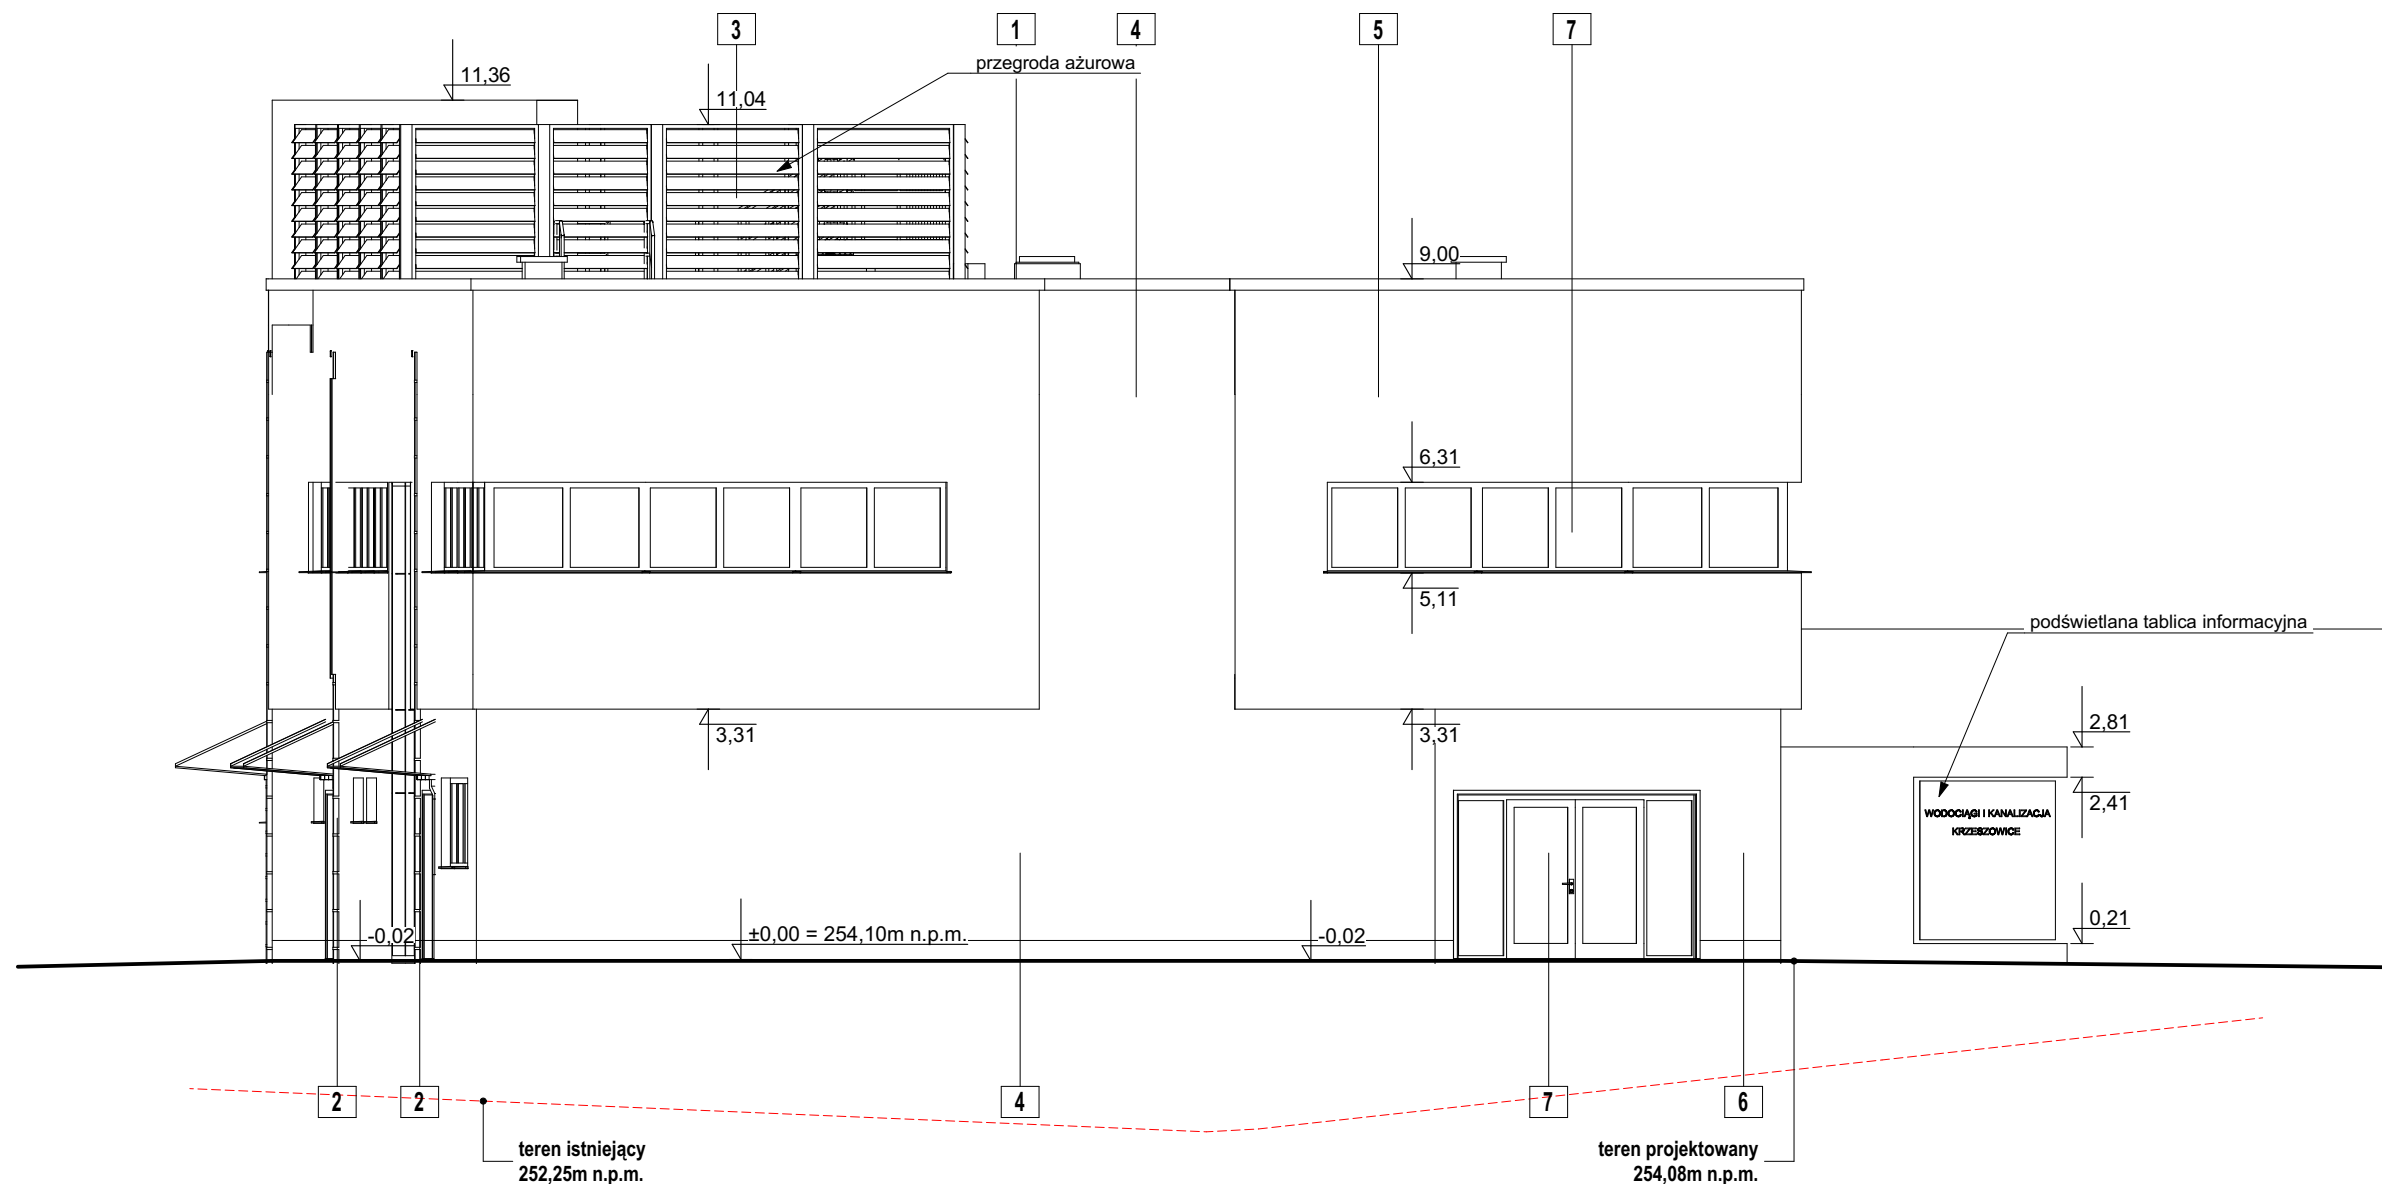 3
1
4
5
7
przegroda ażurowa
11,36
11,04
9,00
6,31
5,11
podświetlana tablica informacyjna
3,31
3,31
2,81
2,41
WODOCIĄGI I KANALIZACJA
KRZESZOWICE
0,21
-0,02
±0,00 = 254,10m n.p.m.
-0,02
2
2
4
7
6
teren istniejący
252,25m n.p.m.
teren projektowany
254,08m n.p.m.